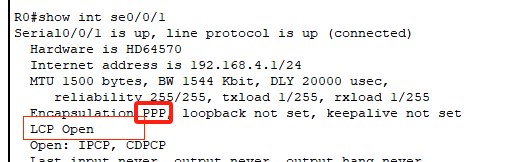 R0#show int se0/0/1
Serial0/0/1 is up, line protocol is up (connected)
Hardware is HD64570
Internet address is 192.168.4.1/24
MTU 1500 bytes, BW 1544 Kbit, DLY 20000 usec,
reliability 255/255, txload 1/255, rxload 1/255
Encapsulation PPP, loopback not set, keepalive not set
LCP Open
Open: IPCP, CDPCP
Last input never, output never, output hang never